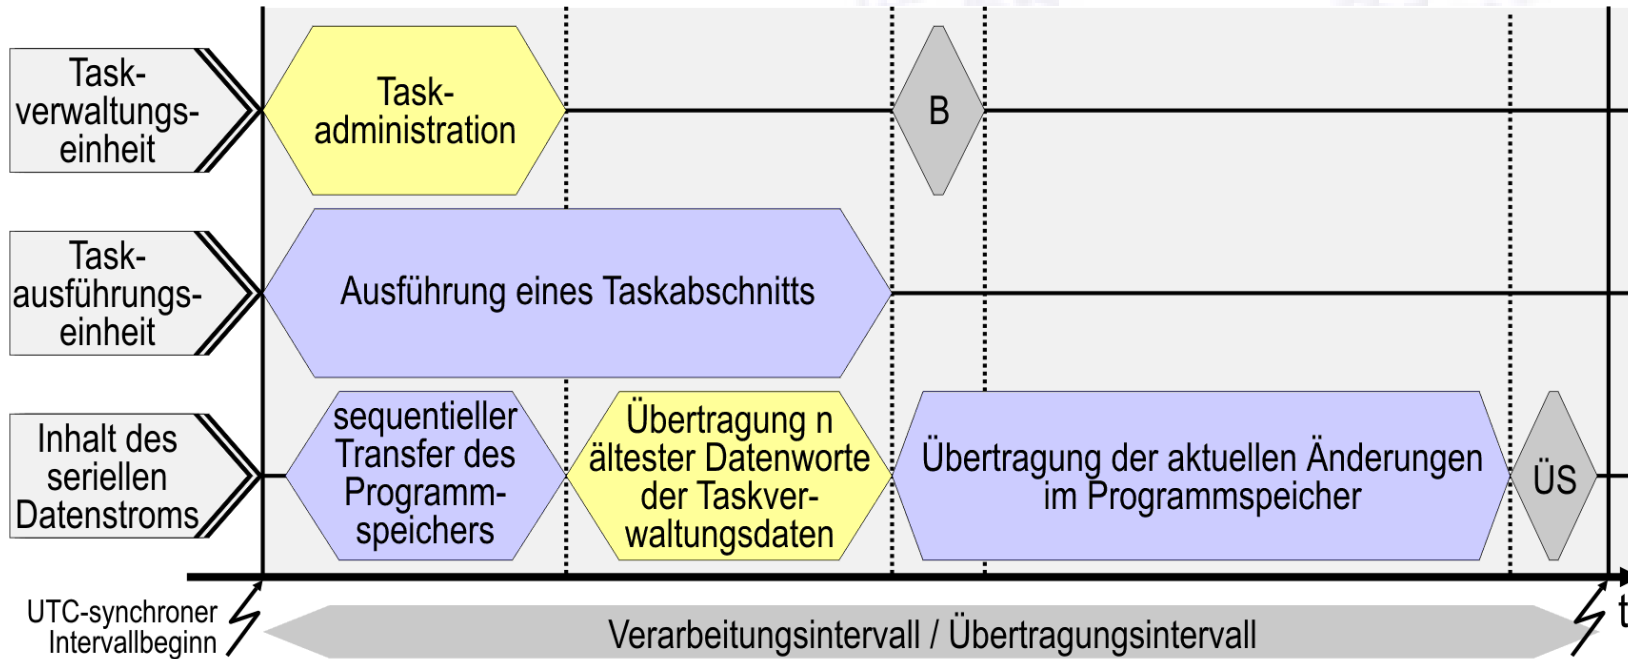 Task-
verwaltungs-
einheit
Task-
administration
B
Task-
ausführungs-
einheit
Ausführung eines Taskabschnitts
Inhalt des
seriellen
Datenstroms
sequentieller
Transfer des
Programm-
speichers
Übertragung n
ältester Datenworte
der Taskver-
waltungsdaten
Übertragung der aktuellen Änderungen
im Programmspeicher
ÜS
UTC-synchroner
Intervallbeginn
Verarbeitungsintervall / Übertragungsintervall
t